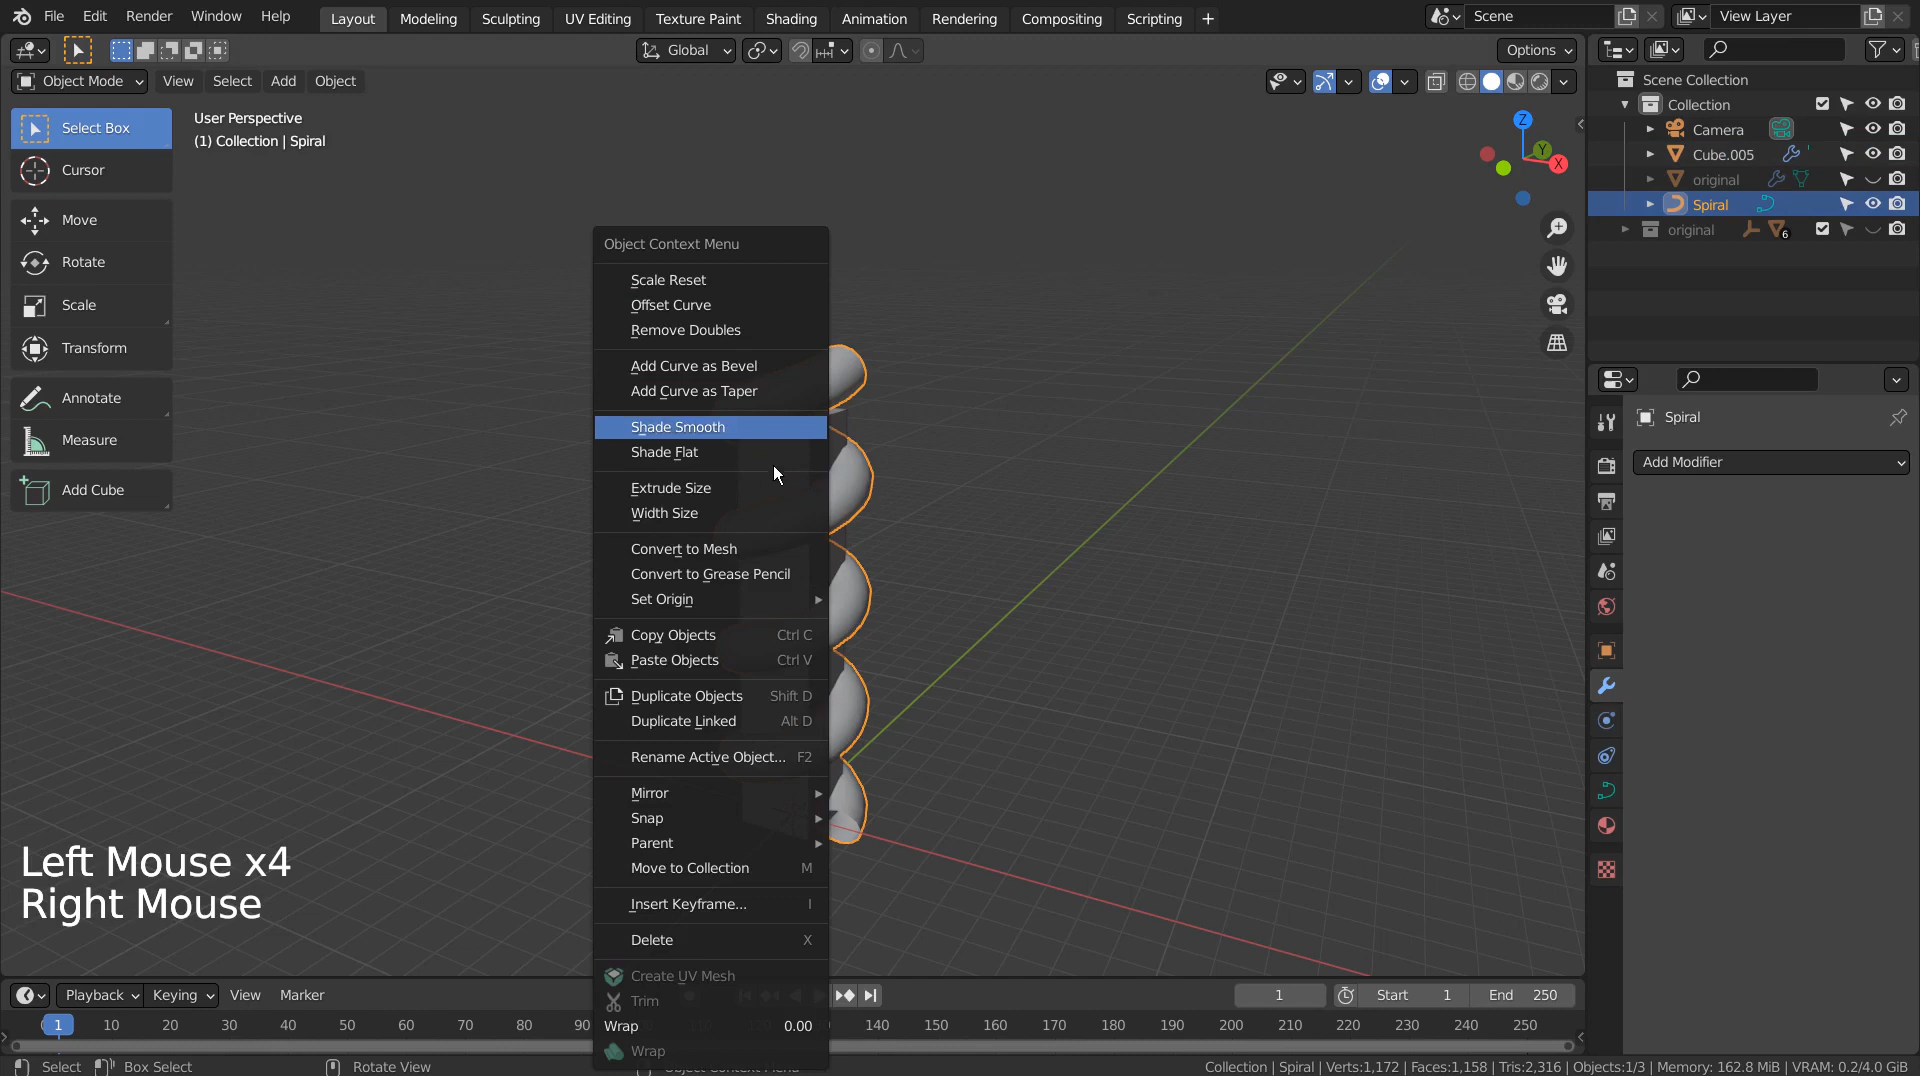 File Edit Render Window Help Layout Modeling Sculpting UV Editing Texture Paint Shading Animation Rendering Compositing Scripting + Scene View Layer
Global Options
Object Mode View Select Add Object
Select Box
Cursor
Move
Rotate
Scale
Transform
Annotate
Measure
Add Cube
User Perspective
(1) Collection | Spiral
Z
Y
X
Object Context Menu
Scale Reset
Offset Curve
Remove Doubles
Add Curve as Bevel
Add Curve as Taper
Shade Smooth
Shade Flat
Extrude Size
Width Size
Convert to Mesh
Convert to Grease Pencil
Set Origin
Copy Objects Ctrl C
Paste Objects Ctrl V
Duplicate Objects Shift D
Duplicate Linked Alt D
Rename Active Object... F2
Mirror
Snap
Parent
Move to Collection M
Insert Keyframe... I
Delete X
Create UV Mesh
Trim
Wrap 0.00
Wrap
Scene Collection
Collection
Camera
Cube.005
original
Spiral
original 6
Spiral
Add Modifier
Left Mouse x4
Right Mouse
Playback Keying View Marker 1 Start 1 End 250
1 10 20 30 40 50 60 70 80 90 140 150 160 170 180 190 200 210 220 230 240 250
Select Box Select Rotate View Object Context Menu Collection | Spiral | Verts:1,172 | Faces:1,158 | Tris:2,316 | Objects:1/3 | Memory: 162.8 MiB | VRAM: 0.2/4.0 GiB